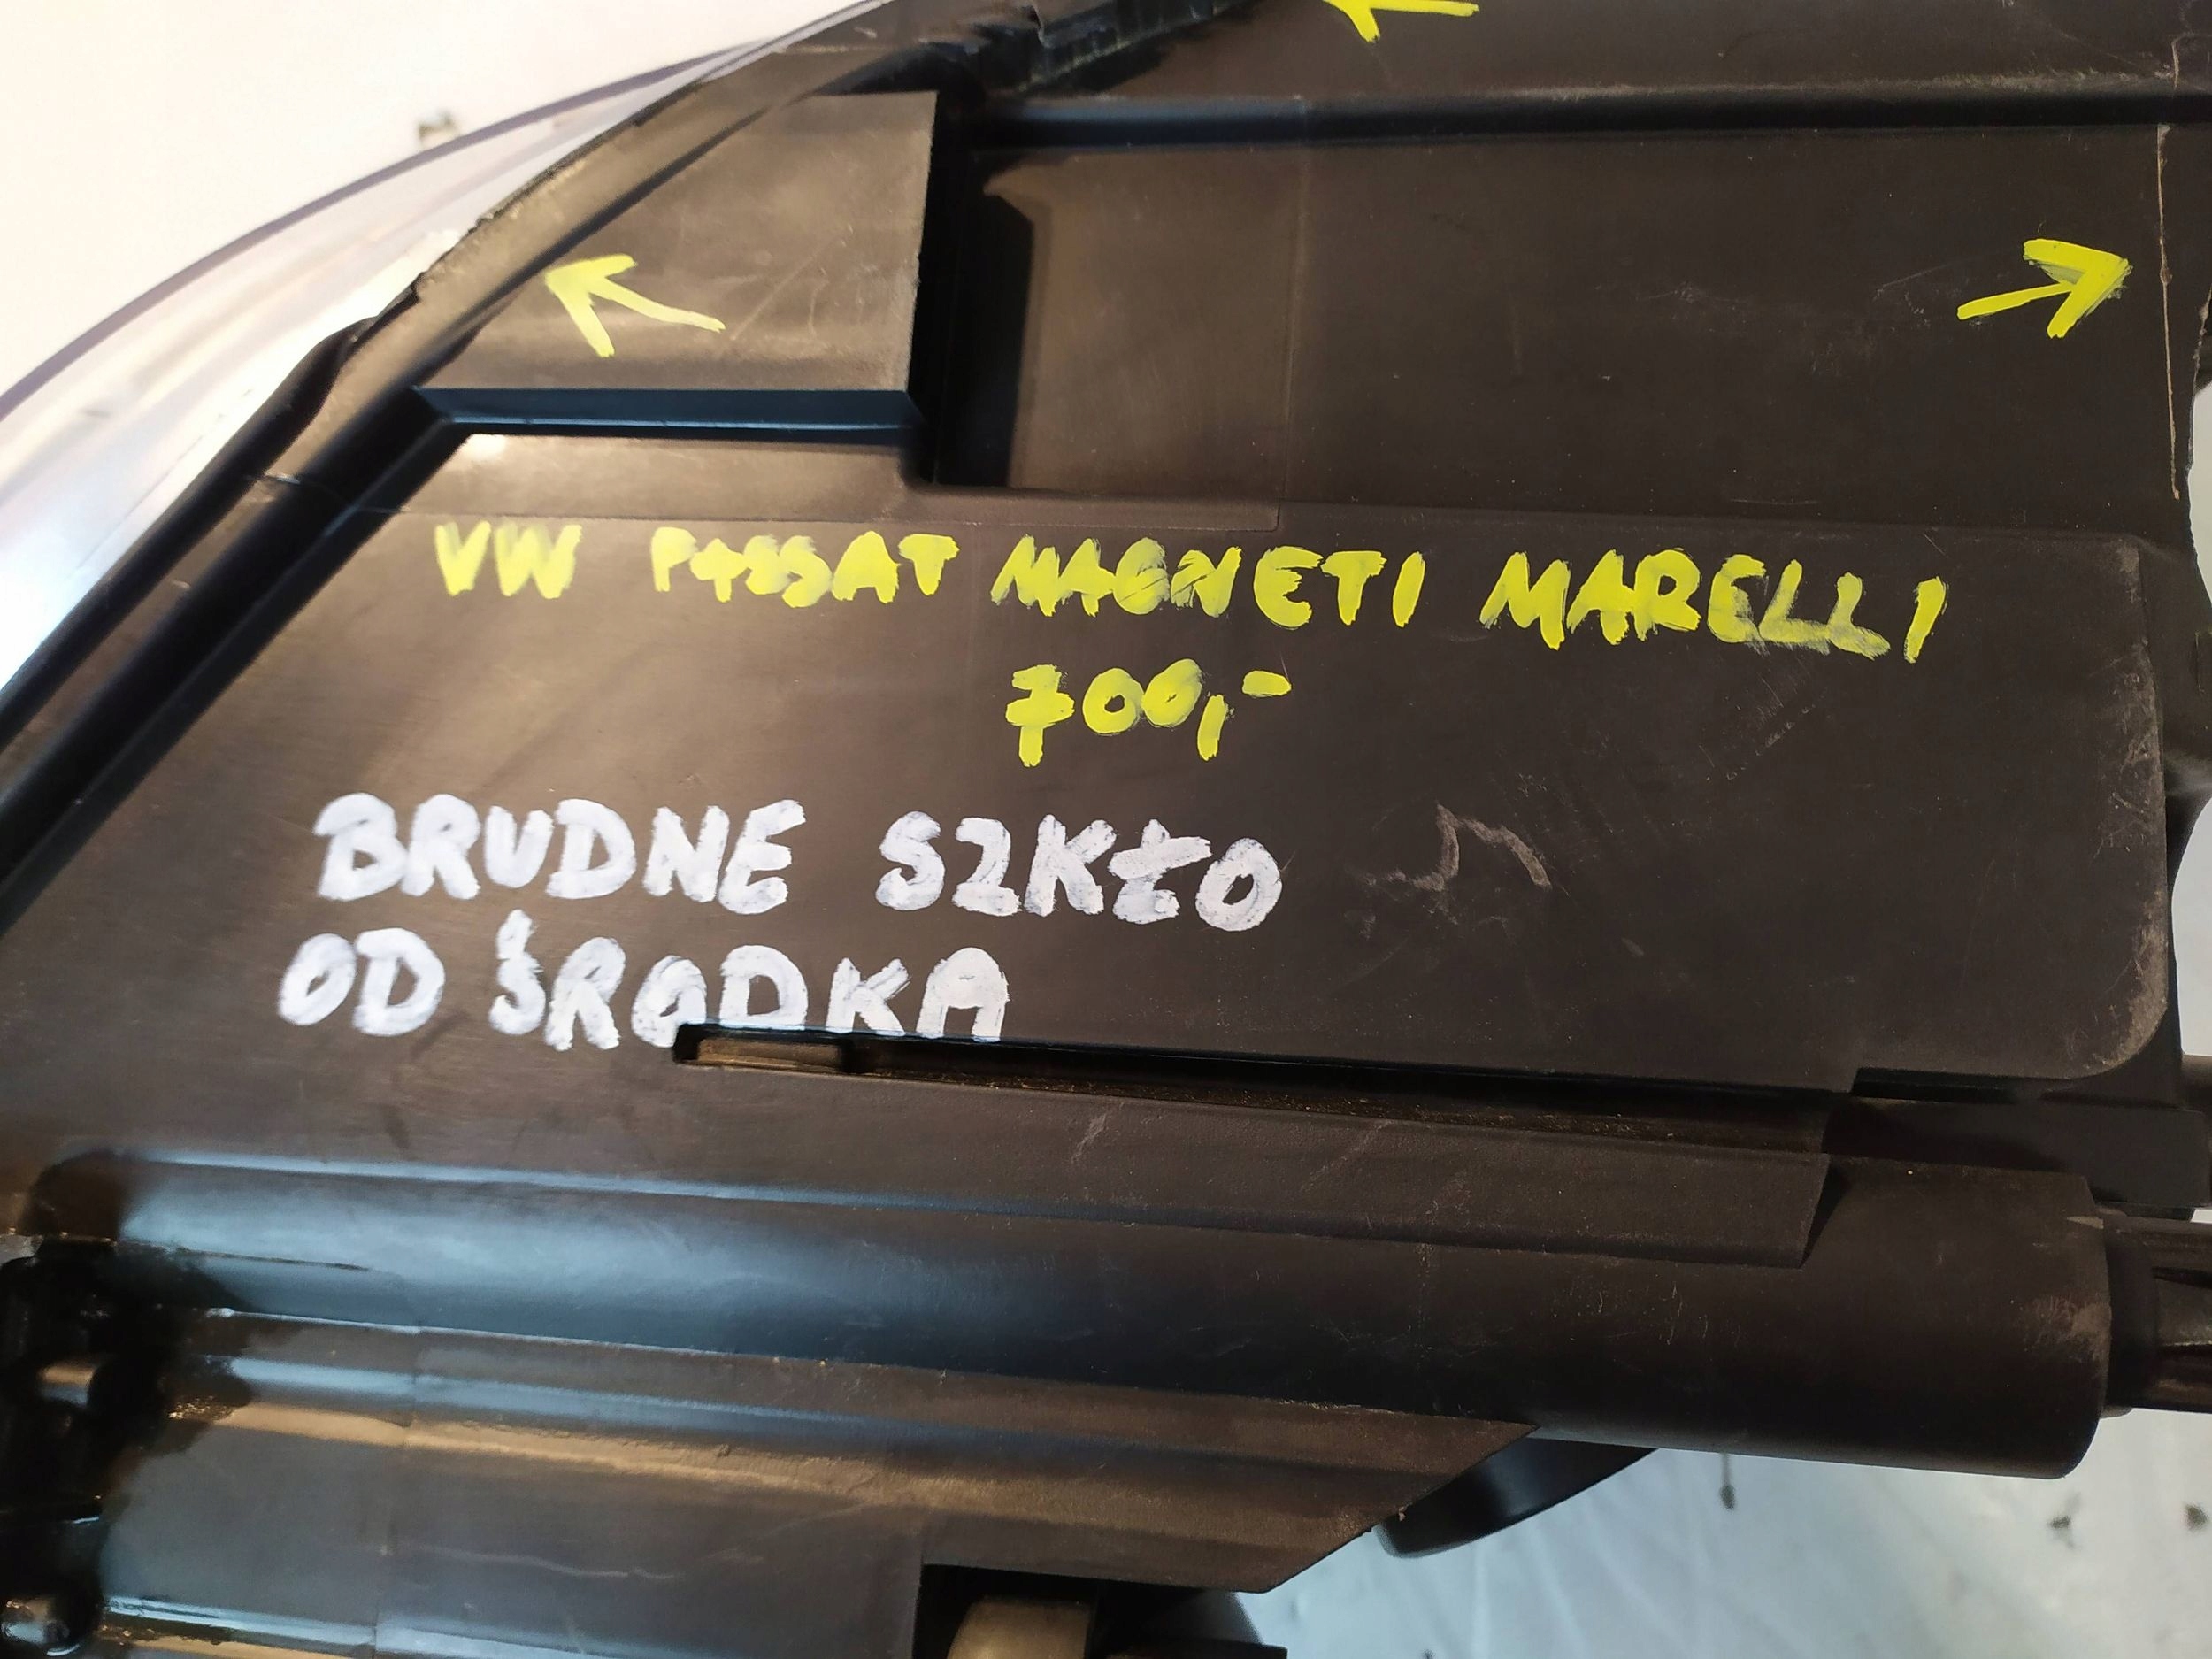 VW PASSAT MAGNETI MARELLI
700,-
BRUDNE SZKŁO
OD ŚRODKA